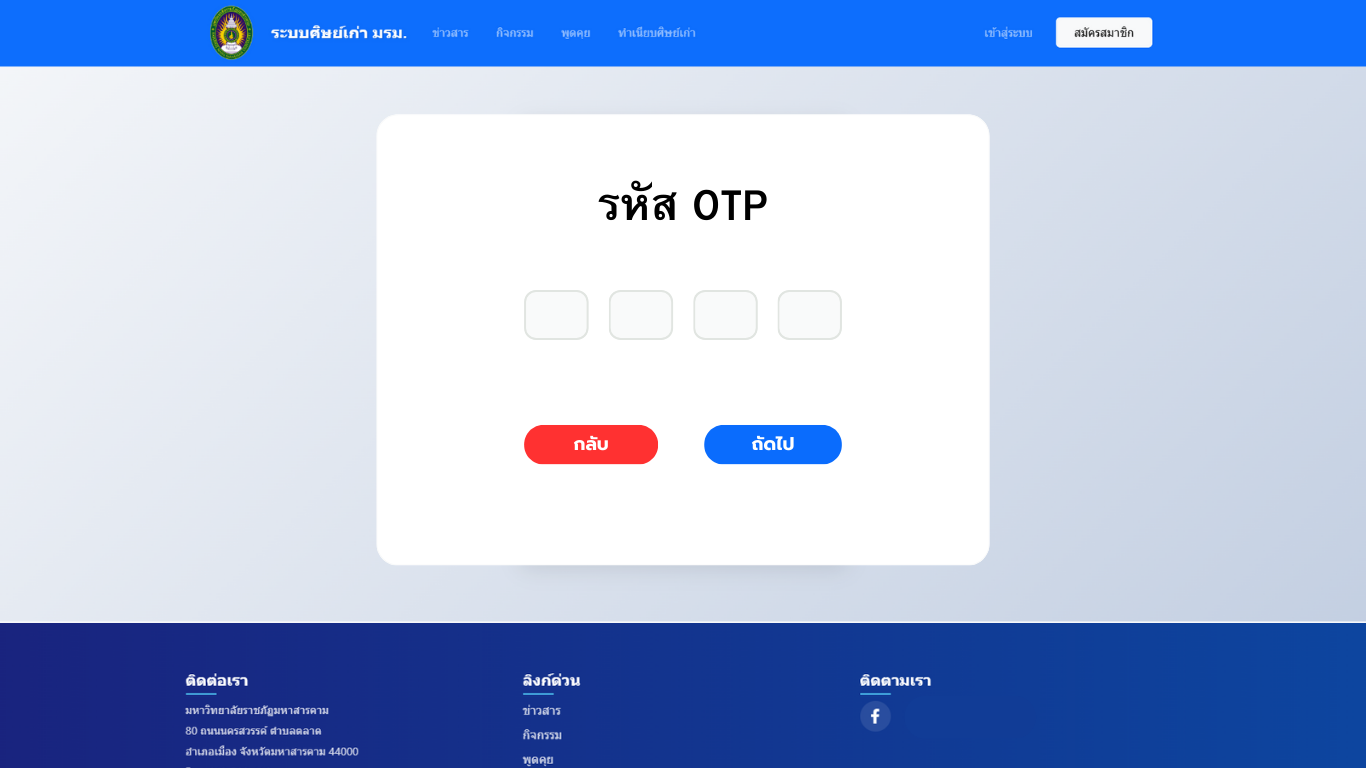 ระบบศิษย์เก่า มรม. ข่าวสาร กิจกรรม พูดคุย ทำเนียบศิษย์เก่า เข้าสู่ระบบ สมัครสมาชิก
รหัส OTP
กลับ ถัดไป
ติดต่อเรา
มหาวิทยาลัยราชภัฏมหาสารคาม
80 ถนนนครสวรรค์ ตำบลตลาด
อำเภอเมือง จังหวัดมหาสารคาม 44000
ลิงก์ด่วน
ข่าวสาร
กิจกรรม
พูดคุย
ติดตามเรา